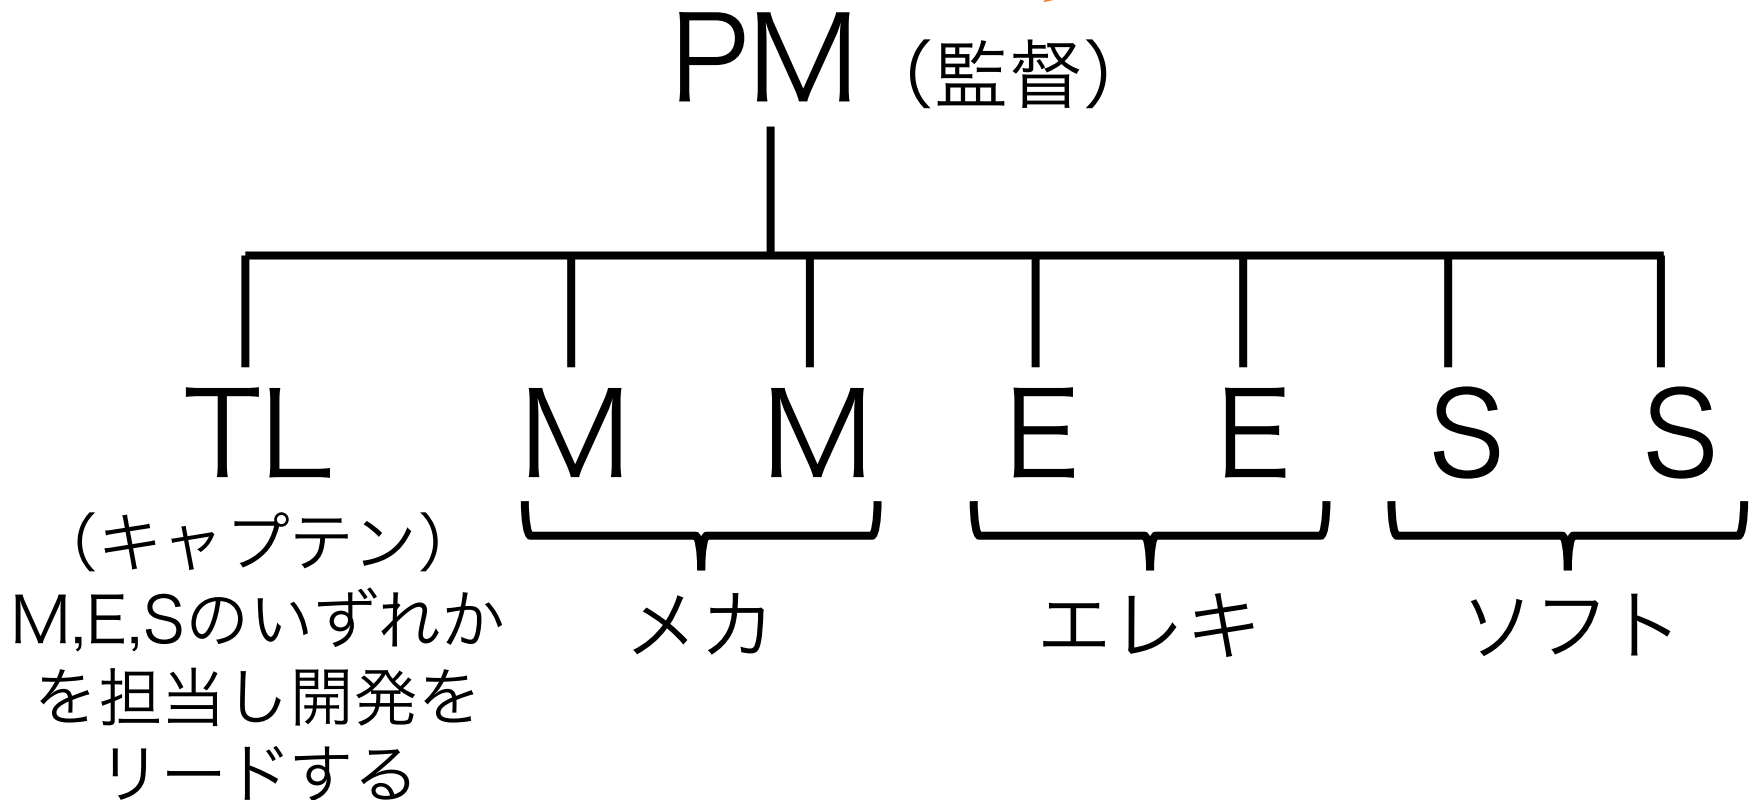 PM（監督）
TL M M E E S S
（キャプテン）
M,E,Sのいずれか
を担当し開発を
リードする
メカ
エレキ
ソフト